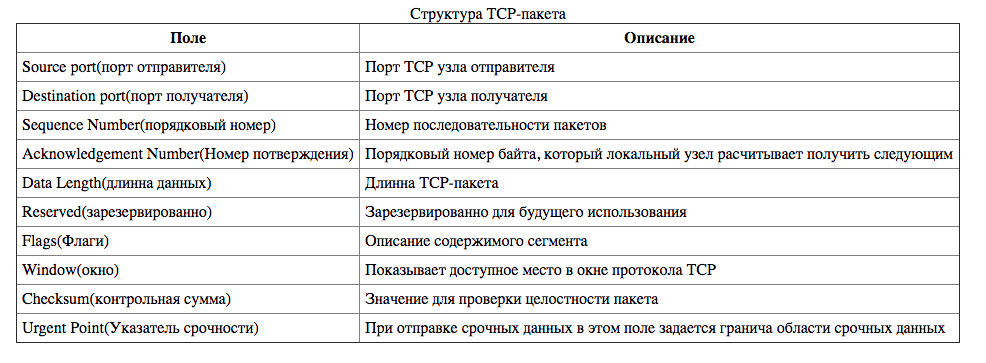 Структура TCP-пакета
Поле Описание
Source port(порт отправителя) Порт TCP узла отправителя
Destination port(порт получателя) Порт TCP узла получателя
Sequence Number(порядковый номер) Номер последовательности пакетов
Acknowledgement Number(Номер потверждения) Порядковый номер байта, который локальный узел расчитывает получить следующим
Data Length(длинна данных) Длинна TCP-пакета
Reserved(зарезервированно) Зарезервированно для будущего использования
Flags(Флаги) Описание содержимого сегмента
Window(окно) Показывает доступное место в окне протокола TCP
Checksum(контрольная сумма) Значение для проверки целостности пакета
Urgent Point(Указатель срочности) При отправке срочных данных в этом поле задается гранича области срочных данных